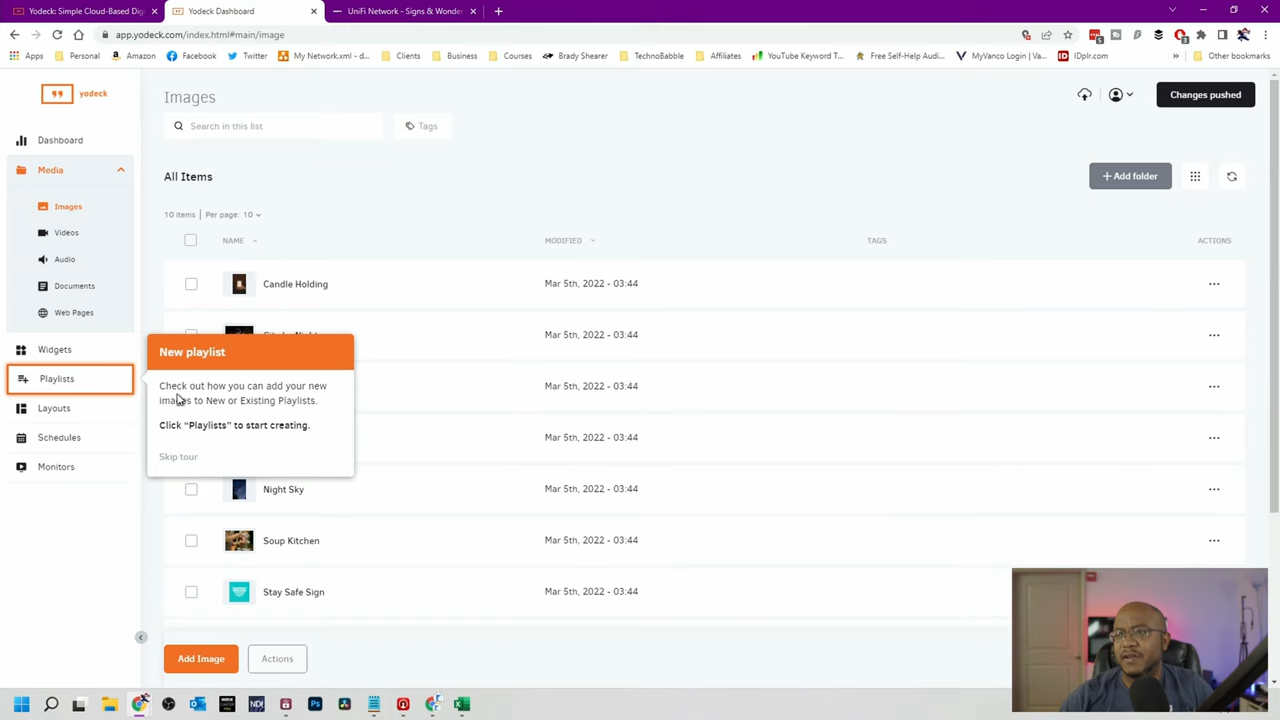 Yodeck: Simple Cloud-Based Digi
Yodeck Dashboard
UniFi Network - Signs & Wonder
app.yodeck.com/index.html#main/image
Apps
Personal
Amazon
Facebook
Twitter
My Network.xml - d...
Clients
Business
Courses
Brady Shearer
TechnoBabble
Affiliates
YouTube Keyword T...
Free Self-Help Audi...
MyVanco Login | Va...
IDplr.com
»
Other bookmarks
yodeck
Dashboard
Media
Images
Videos
Audio
Documents
Web Pages
Widgets
Playlists
Layouts
Schedules
Monitors
Images
Changes pushed
Search in this list
Tags
All Items
+ Add folder
10 items | Per page: 10
NAME
MODIFIED
TAGS
ACTIONS
Candle Holding
Mar 5th, 2022 - 03:44
Mar 5th, 2022 - 03:44
Mar 5th, 2022 - 03:44
Mar 5th, 2022 - 03:44
Night Sky
Mar 5th, 2022 - 03:44
Soup Kitchen
Mar 5th, 2022 - 03:44
Stay Safe Sign
Mar 5th, 2022 - 03:44
New playlist
Check out how you can add your new
images to New or Existing Playlists.
Click “Playlists” to start creating.
Skip tour
Add Image
Actions